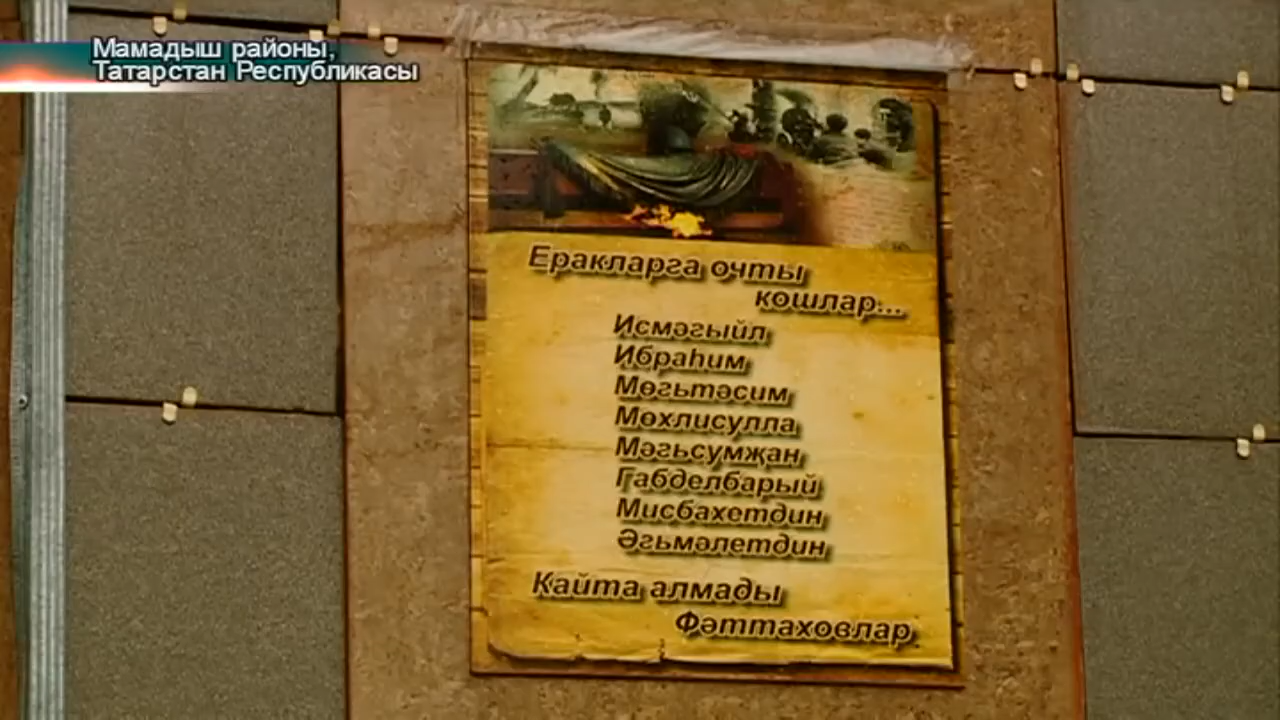 Мамадыш районы,
Татарстан Республикасы
Еракларга очты
кошлар...
Исмәгыйл
Ибраһим
Мөгътәсим
Мөхлисулла
Мәгъсумҗан
Габделбарый
Мисбахетдин
Әгъмәлетдин
Кайта алмады
Фәттаховлар